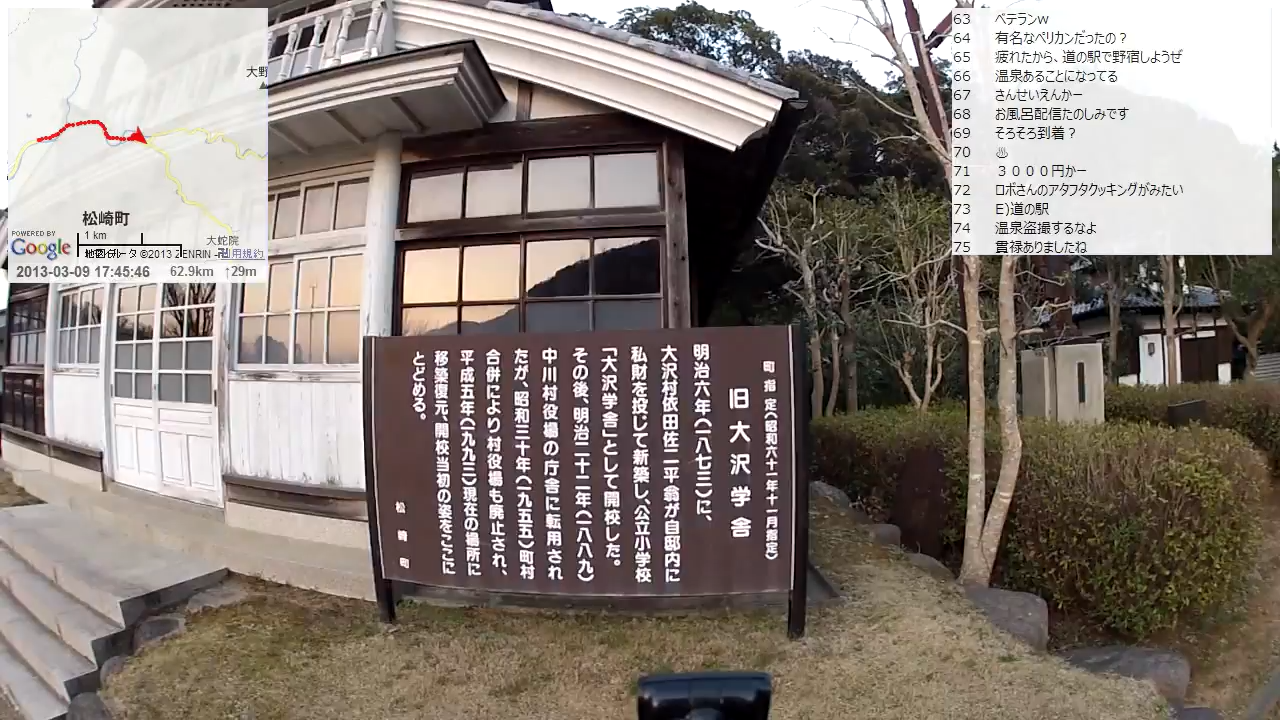 大野
松崎町
POWERED BY
Google
1 km
大蛇院
2013-03-09 17:45:46 62.9km ↑29m
63 ベテランw
64 有名なペリカンだったの？
65 疲れたから、道の駅で野宿しようぜ
66 温泉あることになってる
67 さんせいえんかー
68 お風呂配信たのしみです
69 そろそろ到着？
70 ♨
71 ３０００円かー
72 ロボさんのアタフタクッキングがみたい
73 E)道の駅
74 温泉盗撮するなよ
75 貫禄ありましたね
町指定(昭和六十一年十一月指定)
旧大沢学舎
明治六年(一八七三)に、
大沢村依田佐二平翁が自邸内に
私財を投じて新築し、公立小学校
「大沢学舎」として開校した。
その後、明治二十二年(一八八九)
中川村役場の庁舎に転用され
たが、昭和三十年(一九五五)町村
合併により村役場も廃止され、
平成五年(一九九三)現在の場所に
移築復元、開校当初の姿をここに
とどめる。
松崎町